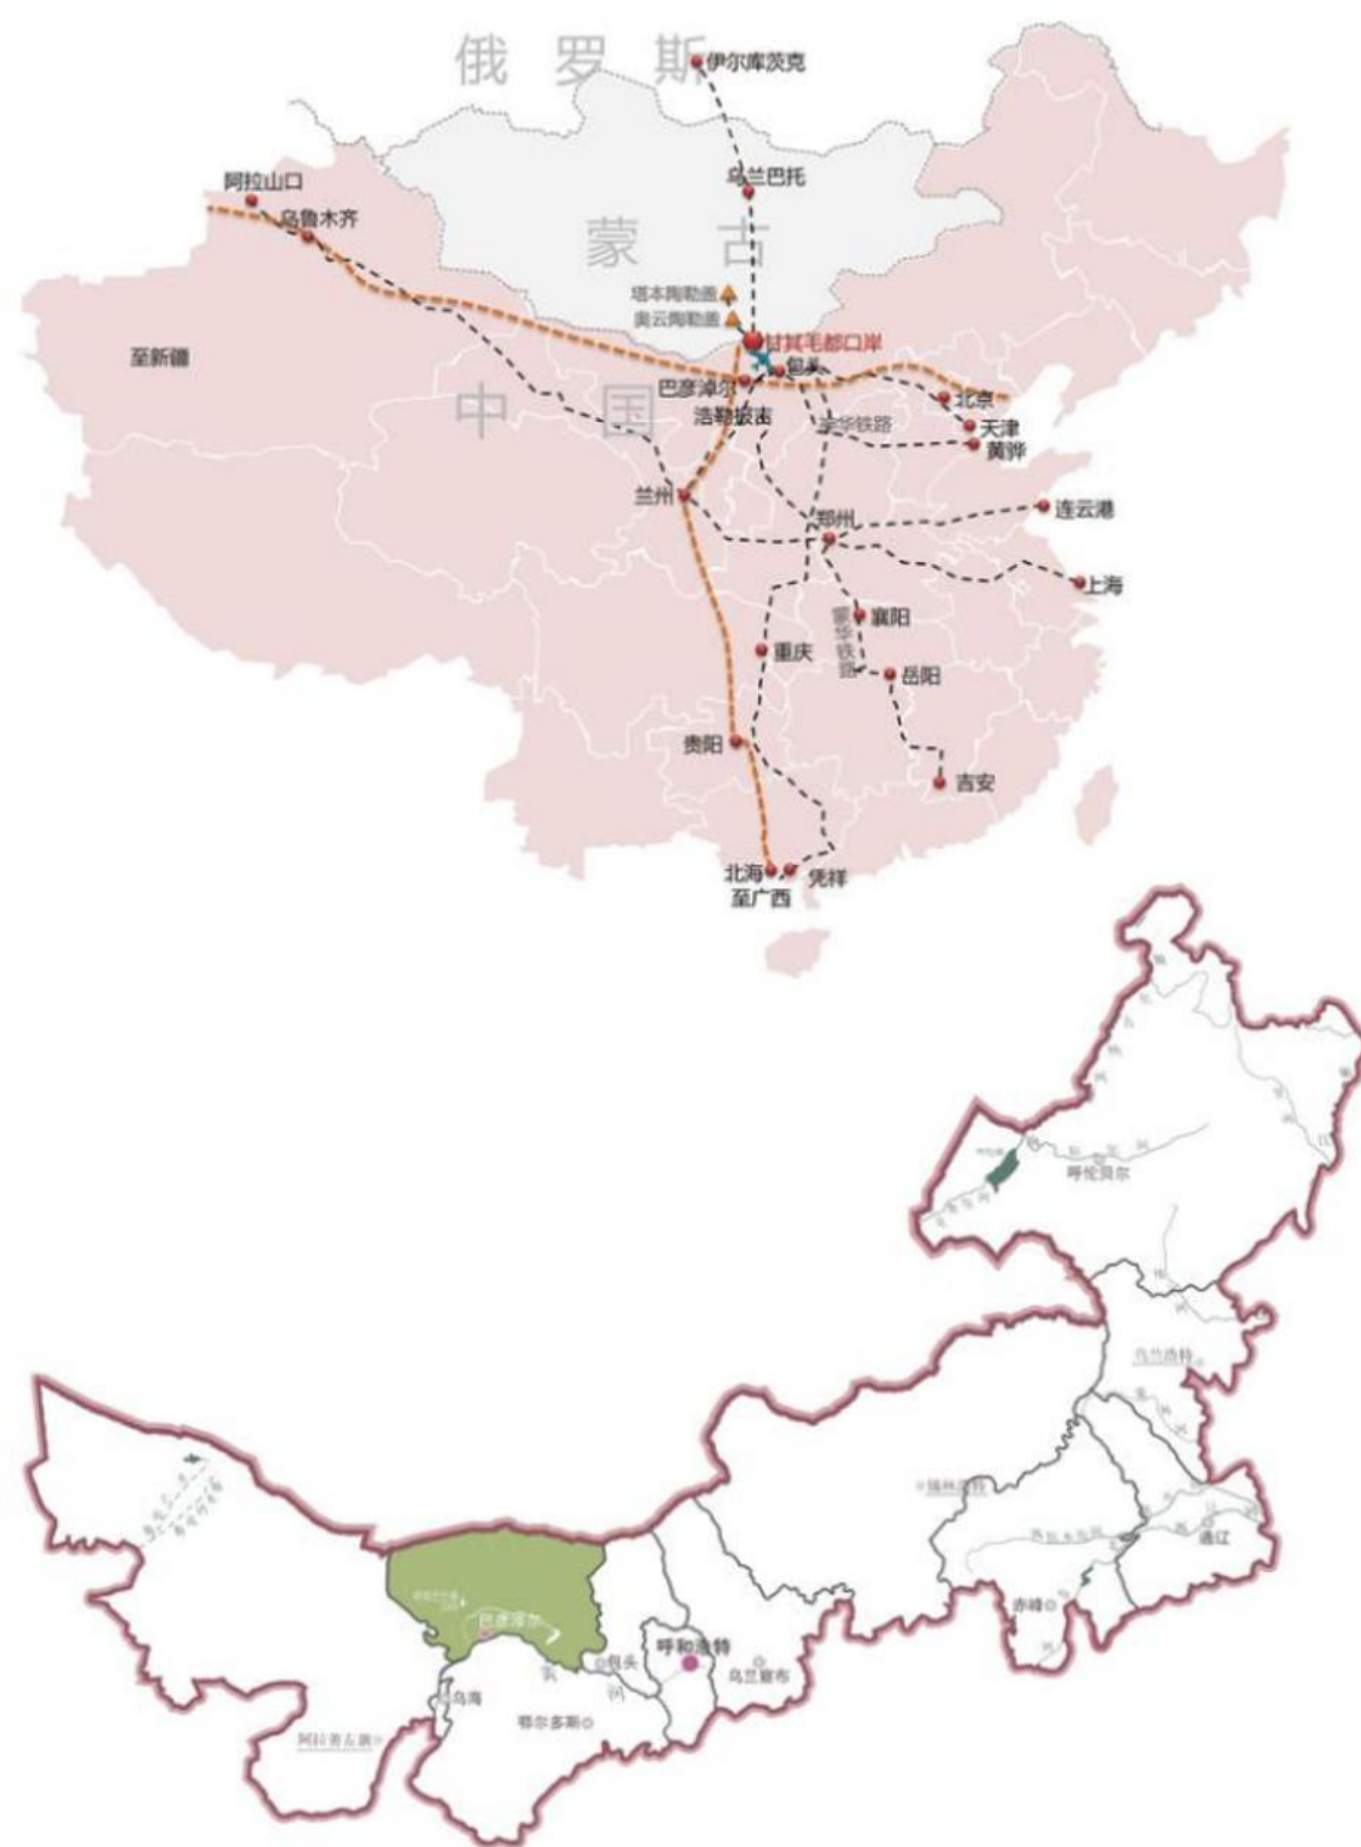 俄罗斯
伊尔库茨克
乌兰巴托
阿拉山口
乌鲁木齐
蒙古
塔本陶勒盖
奥云陶勒盖
甘其毛都口岸
至新疆
包头
巴彦淖尔
中国
浩勒报吉
北京
天津
黄骅
兰州
连云港
郑州
上海
襄阳
蒙华铁路
重庆
岳阳
贵阳
吉安
北海
凭祥
至广西
呼伦贝尔
乌兰浩特
锡林浩特
通辽
赤峰
巴彦淖尔
呼和浩特
包头
乌兰察布
黄河
乌海
鄂尔多斯
阿拉善左旗